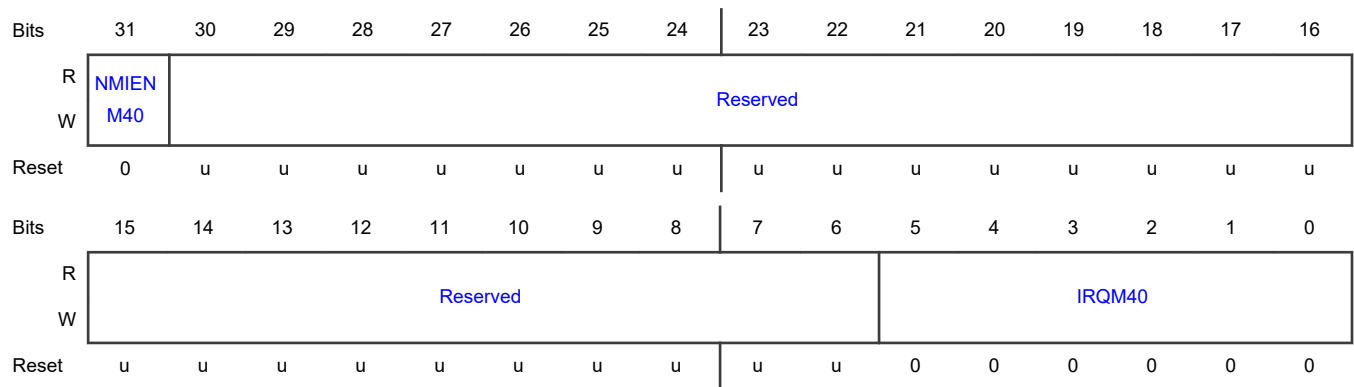 Bits 31 30 29 28 27 26 25 24 23 22 21 20 19 18 17 16
R
NMIEN
M40
Reserved
W
Reset 0 u u u u u u u u u u u u u u u
Bits 15 14 13 12 11 10 9 8 7 6 5 4 3 2 1 0
R
Reserved IRQM40
W
Reset u u u u u u u u u u 0 0 0 0 0 0